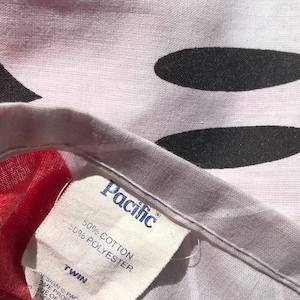 Pacific®
50% COTTON
50% POLYESTER
TWIN